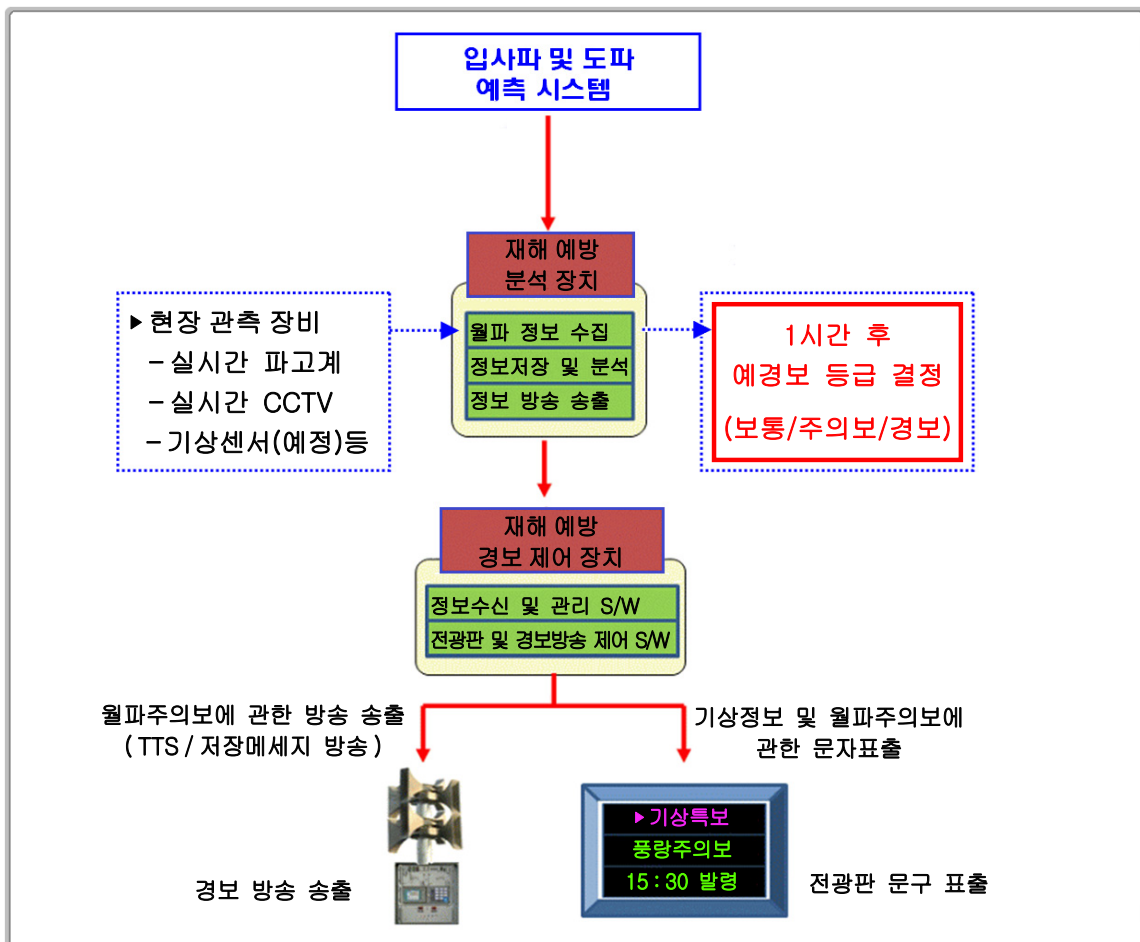 입사파 및 도파
예측 시스템
재해 예방
분석 장치
▶현장 관측 장비
– 실시간 파고계
– 실시간 CCTV
– 기상센서(예정)등
월파 정보 수집
정보저장 및 분석
정보 방송 송출
1시간 후
예경보 등급 결정
(보통/주의보/경보)
재해 예방
경보 제어 장치
정보수신 및 관리 S/W
전광판 및 경보방송 제어 S/W
월파주의보에 관한 방송 송출
( TTS / 저장메세지 방송 )
기상정보 및 월파주의보에
관한 문자표출
▶기상특보
풍랑주의보
15 : 30 발령
경보 방송 송출
전광판 문구 표출